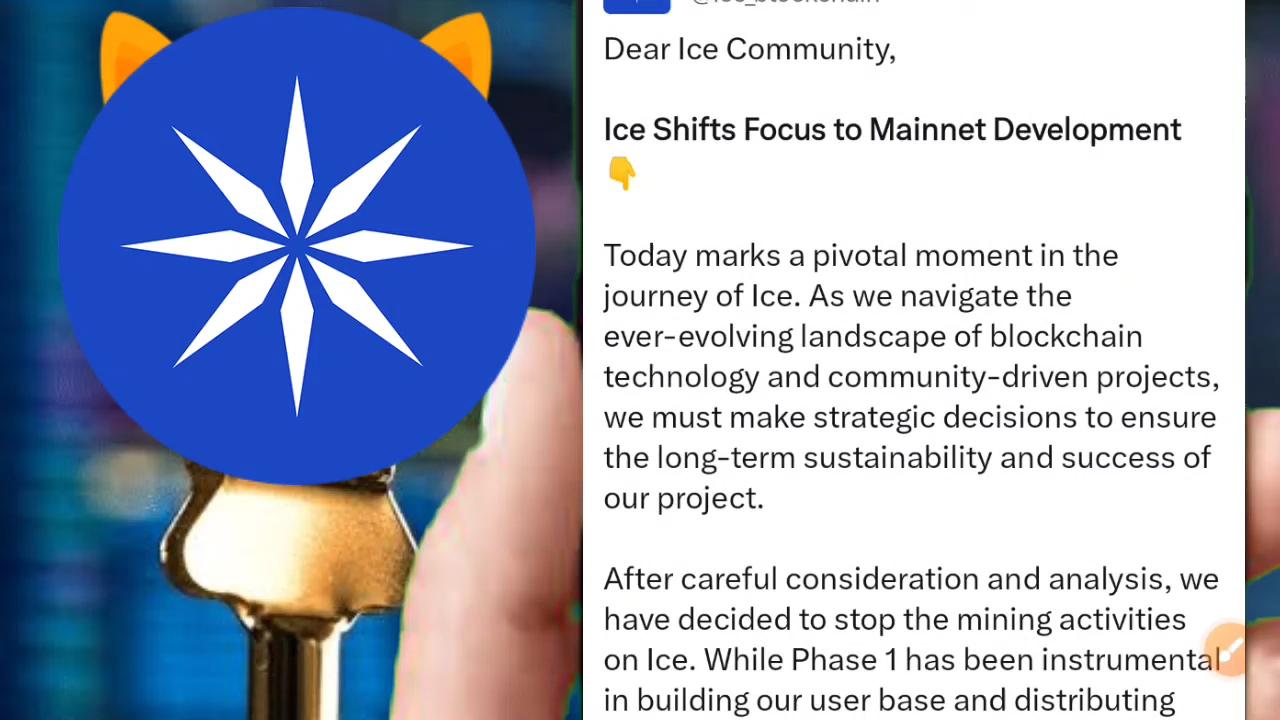 Dear Ice Community,
Ice Shifts Focus to Mainnet Development
👇
Today marks a pivotal moment in the
journey of Ice. As we navigate the
ever-evolving landscape of blockchain
technology and community-driven projects,
we must make strategic decisions to ensure
the long-term sustainability and success of
our project.
After careful consideration and analysis, we
have decided to stop the mining activities
on Ice. While Phase 1 has been instrumental
in building our user base and distributing